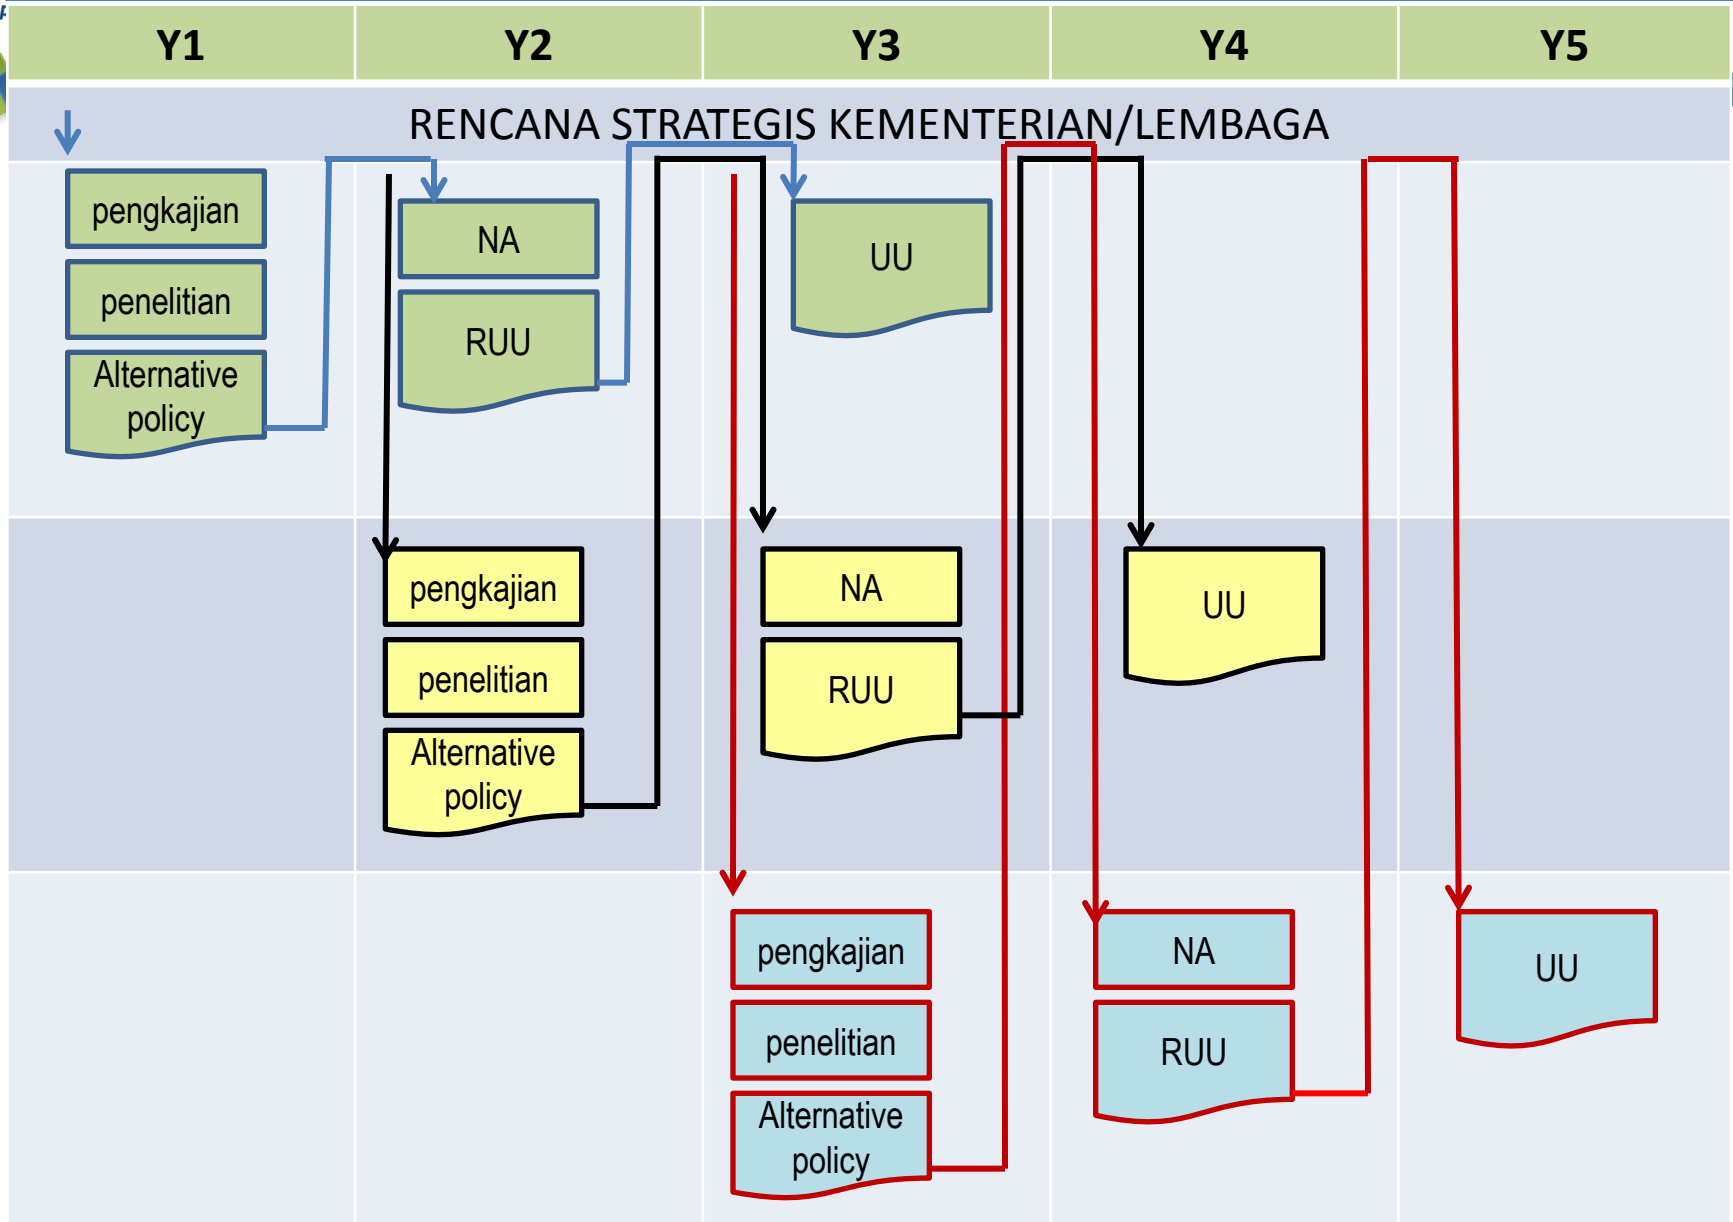 Y1 Y2 Y3 Y4 Y5
RENCANA STRATEGIS KEMENTERIAN/LEMBAGA
pengkajian
penelitian
Alternative
policy
NA
RUU
UU
pengkajian
penelitian
Alternative
policy
NA
RUU
UU
pengkajian
penelitian
Alternative
policy
NA
RUU
UU